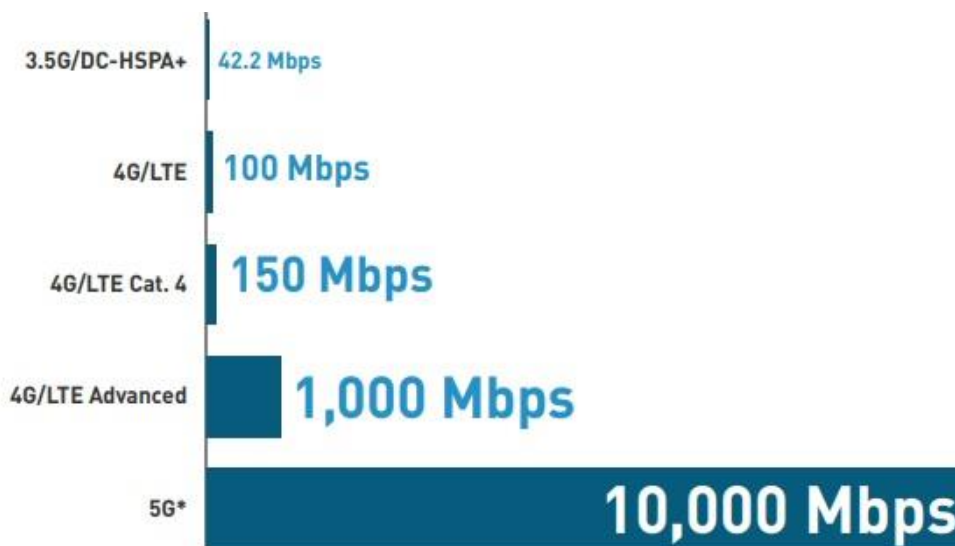 3.5G/DC-HSPA+ 42.2 Mbps
4G/LTE 100 Mbps
4G/LTE Cat. 4 150 Mbps
4G/LTE Advanced 1,000 Mbps
5G* 10,000 Mbps